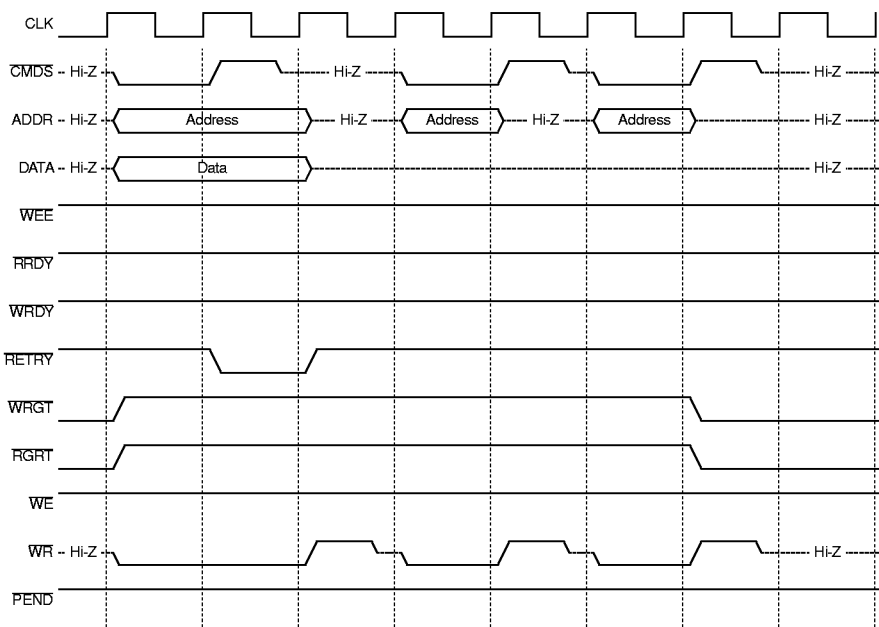 CLK
CMDS Hi-Z Hi-Z Hi-Z
ADDR Hi-Z Address Hi-Z Address Hi-Z Address Hi-Z
DATA Hi-Z Data Hi-Z
WEE
RRDY
WRDY
RETRY
WRGT
RGRT
WE
WR Hi-Z Hi-Z
PEND